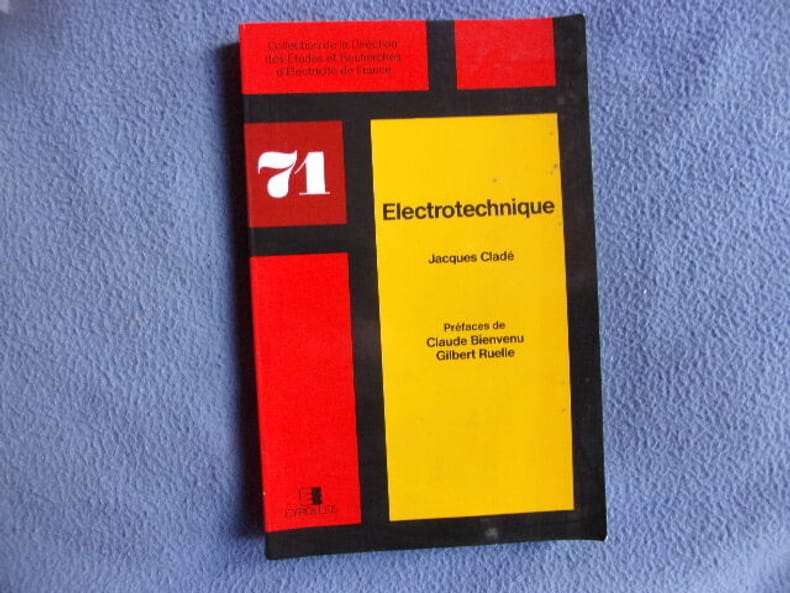 Collection de la Direction
des Etudes et Recherches
d'Electricité de France
71
Electrotechnique
Jacques Cladé
Préfaces de
Claude Bienvenu
Gilbert Ruelle
EYROLLES